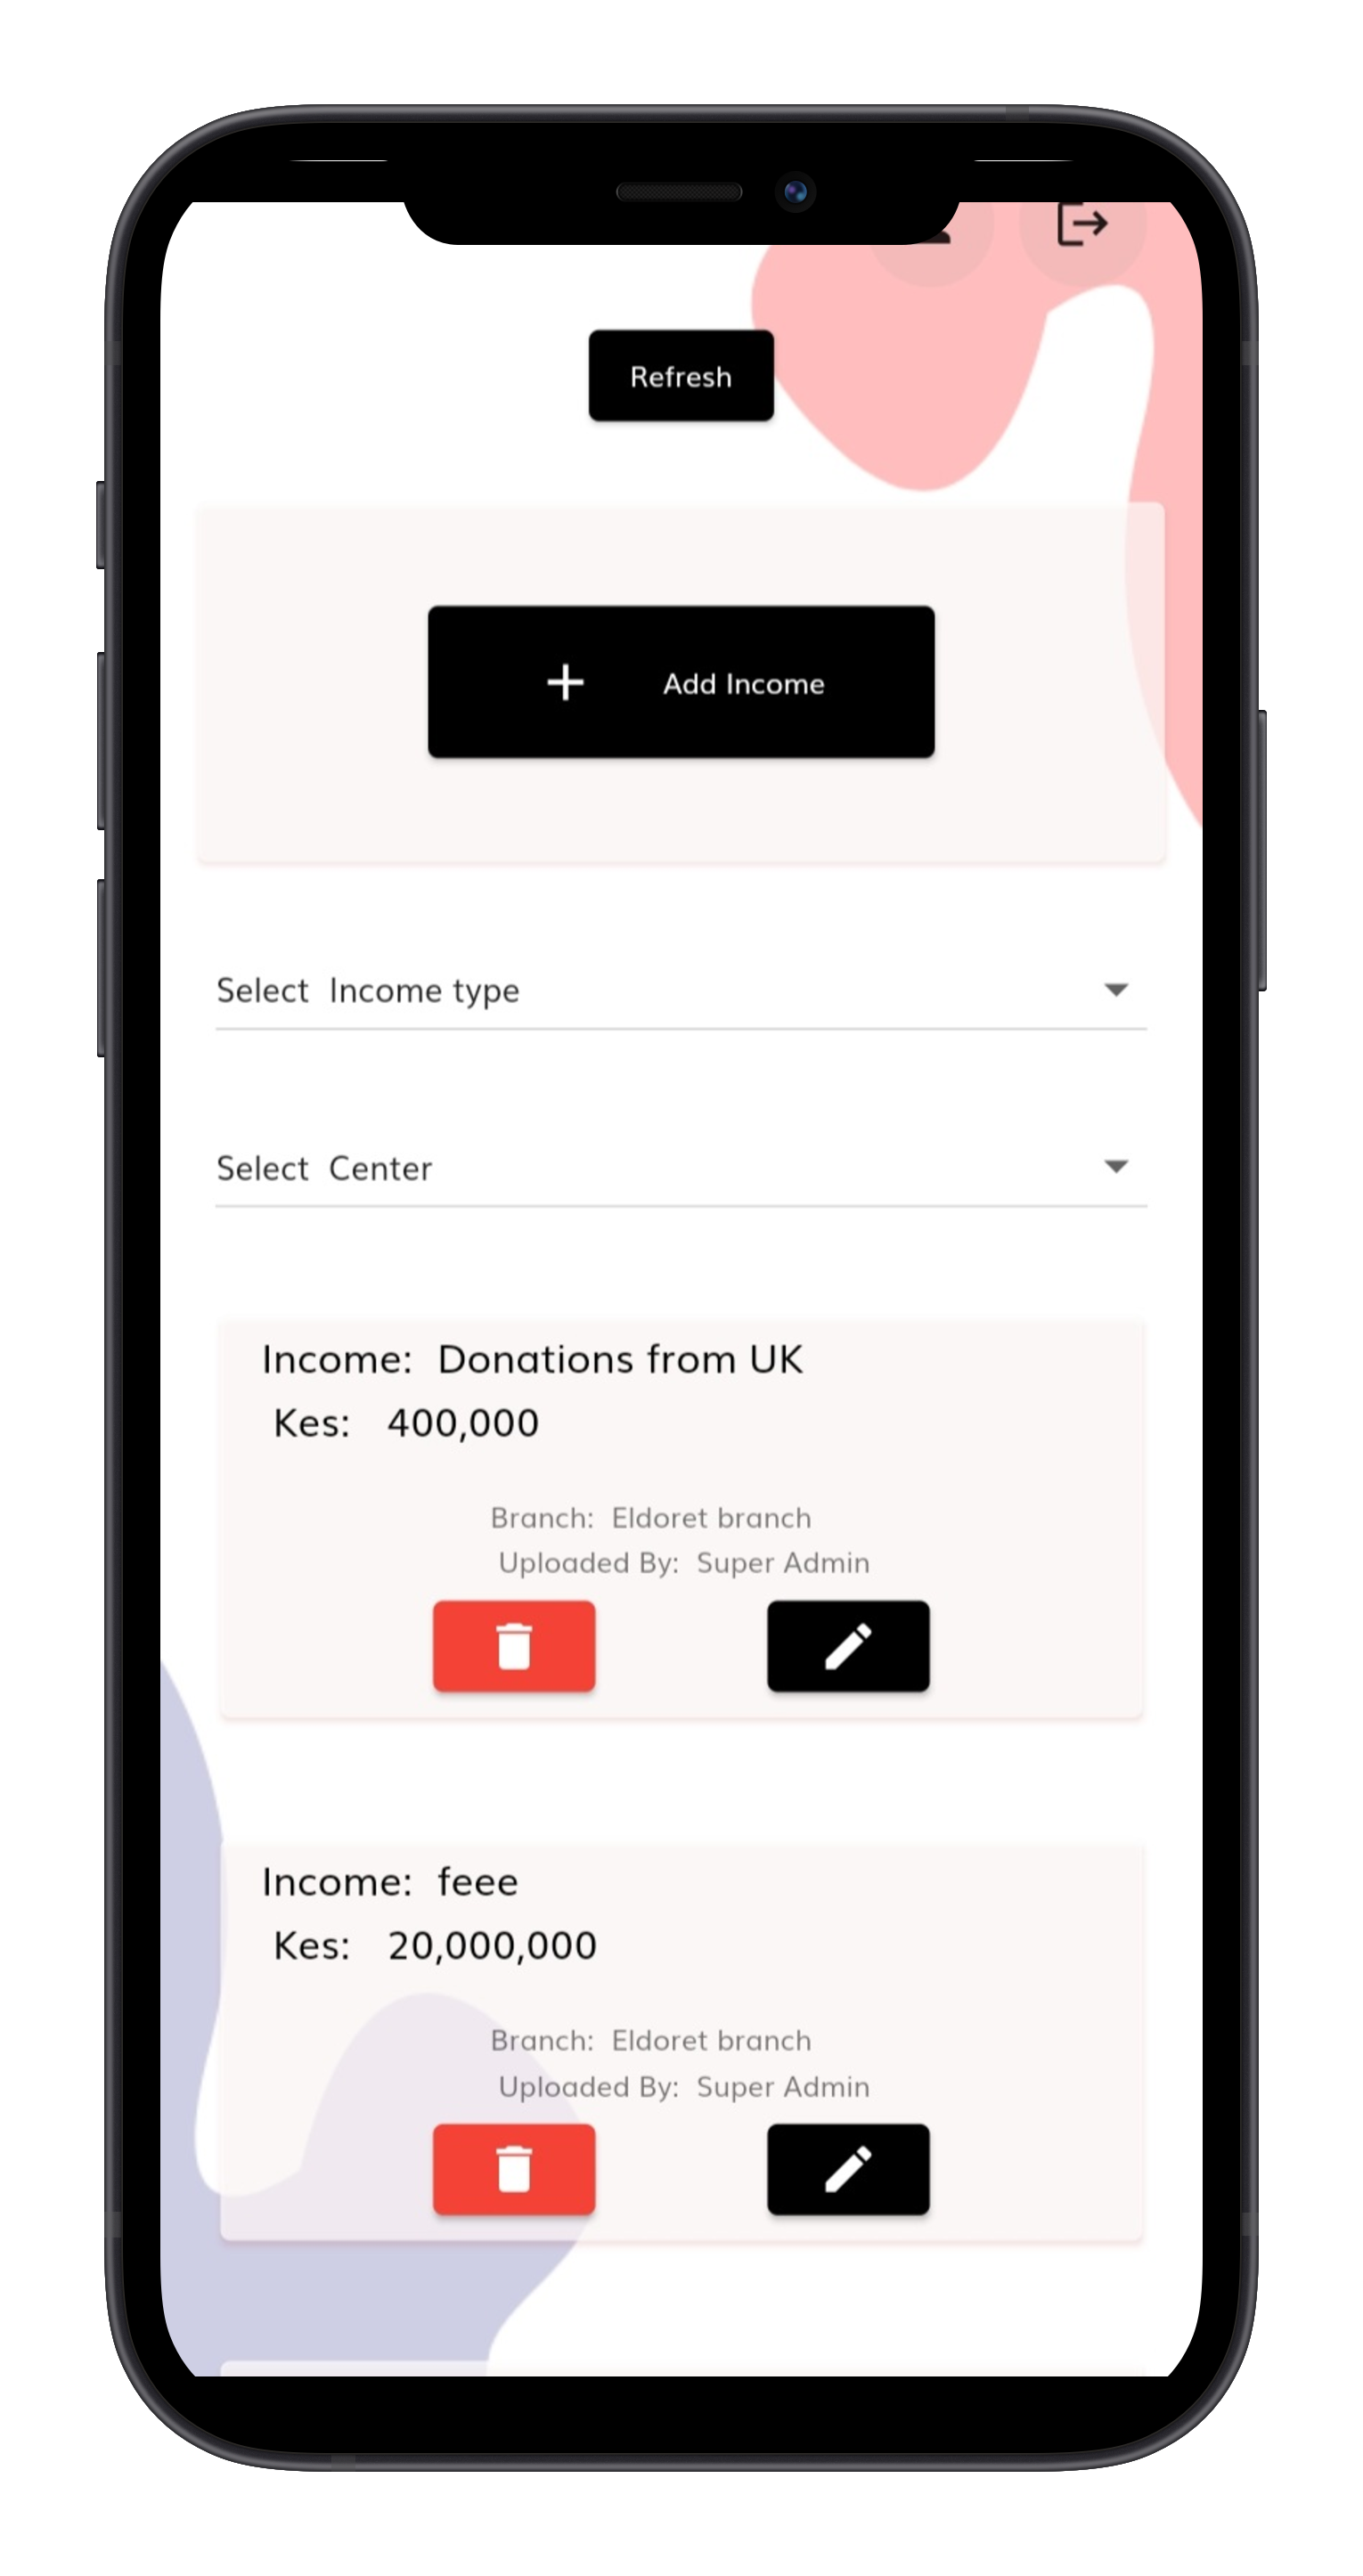 Refresh
Add Income
Select Income type
Select Center
Income: Donations from UK
Kes: 400,000
Branch: Eldoret branch
Uploaded By: Super Admin
Income: feee
Kes: 20,000,000
Branch: Eldoret branch
Uploaded By: Super Admin